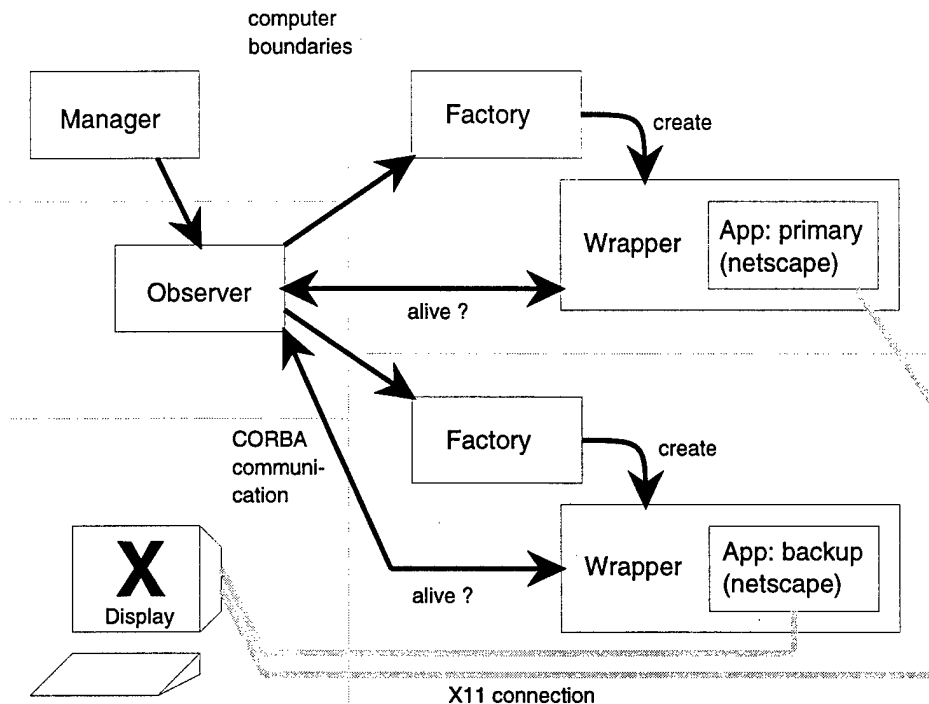 computer
boundaries
Manager
Factory
create
Wrapper
App: primary
(netscape)
Observer
alive ?
Factory
CORBA
communi-
cation
create
Wrapper
App: backup
(netscape)
alive ?
X
Display
X11 connection